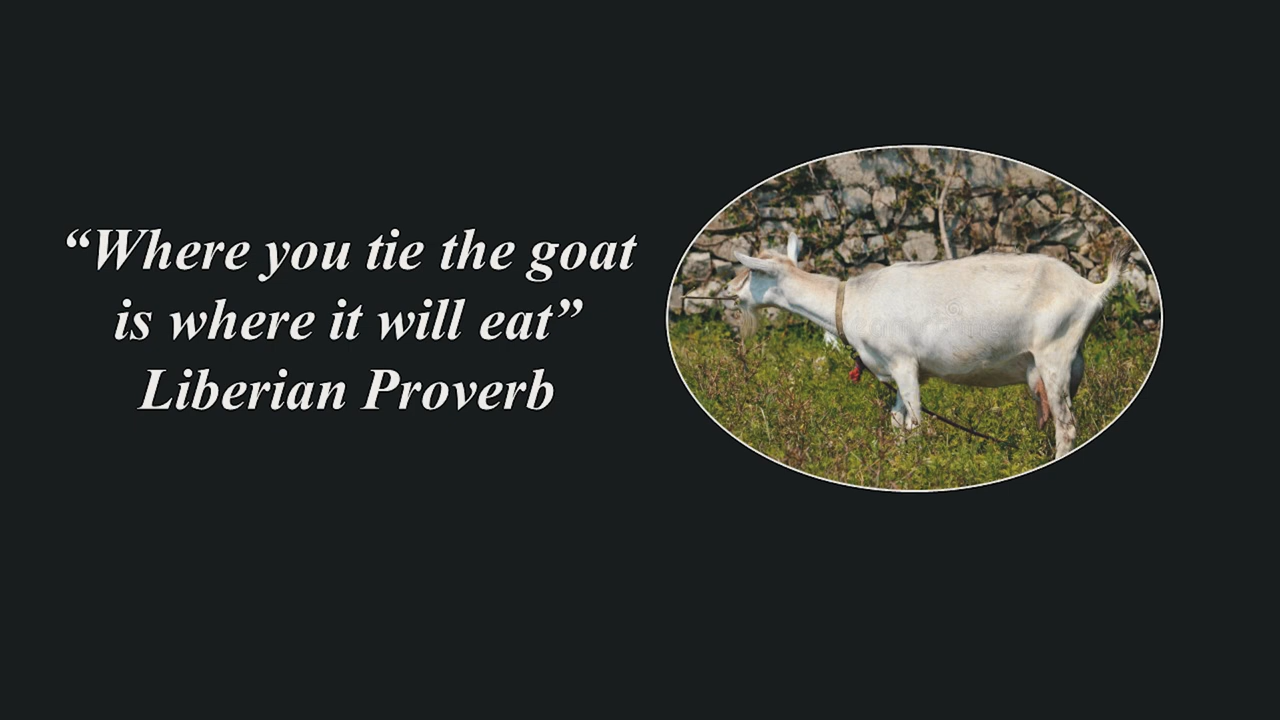 “Where you tie the goat
is where it will eat”
Liberian Proverb